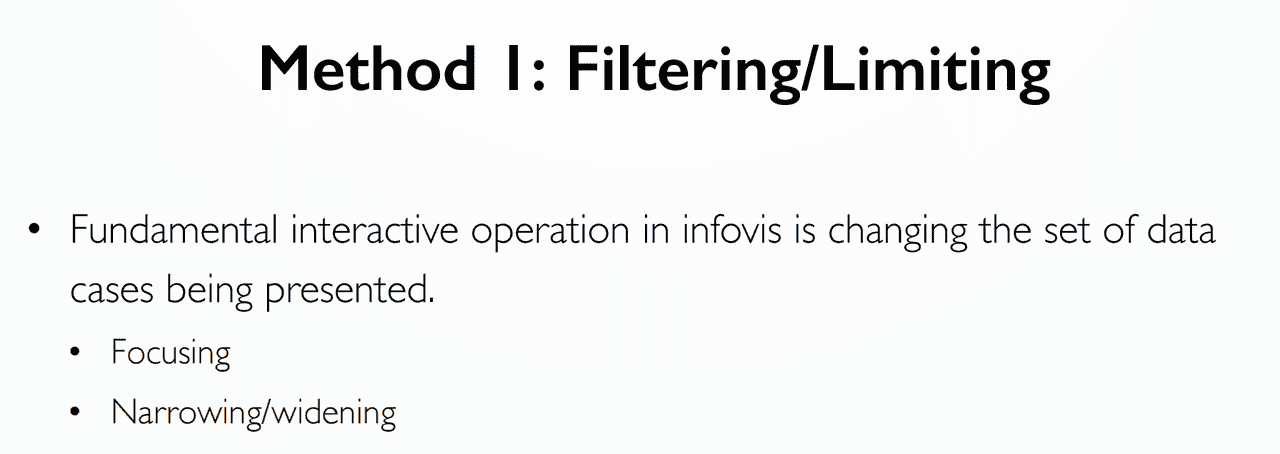 Method 1: Filtering/Limiting
• Fundamental interactive operation in infovis is changing the set of data
cases being presented.
• Focusing
• Narrowing/widening